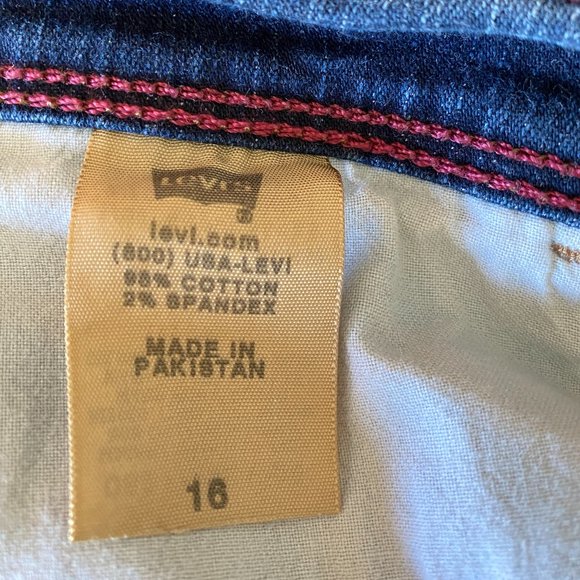 LEVI'S
®
levi.com
(800) USA-LEVI
98% COTTON
2% SPANDEX
MADE IN
PAKISTAN
16